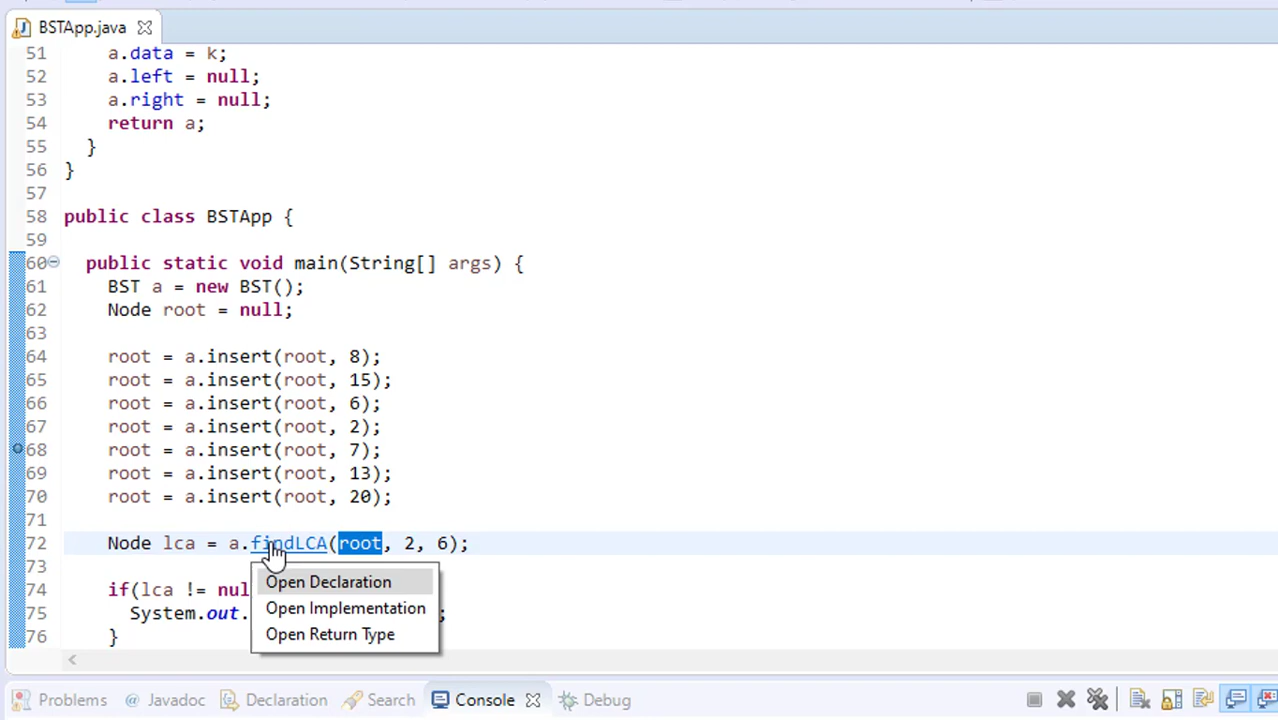 BSTApp.java
51 a.data = k;
52 a.left = null;
53 a.right = null;
54 return a;
55 }
56 }
57
58 public class BSTApp {
59
60 public static void main(String[] args) {
61 BST a = new BST();
62 Node root = null;
63
64 root = a.insert(root, 8);
65 root = a.insert(root, 15);
66 root = a.insert(root, 6);
67 root = a.insert(root, 2);
68 root = a.insert(root, 7);
69 root = a.insert(root, 13);
70 root = a.insert(root, 20);
71
72 Node lca = a.findLCA(root, 2, 6);
73
Open Declaration
74 if(lca != nul
Open Implementation
75 System.out. ;
Open Return Type
76 }
Problems @ Javadoc Declaration Search Console Debug